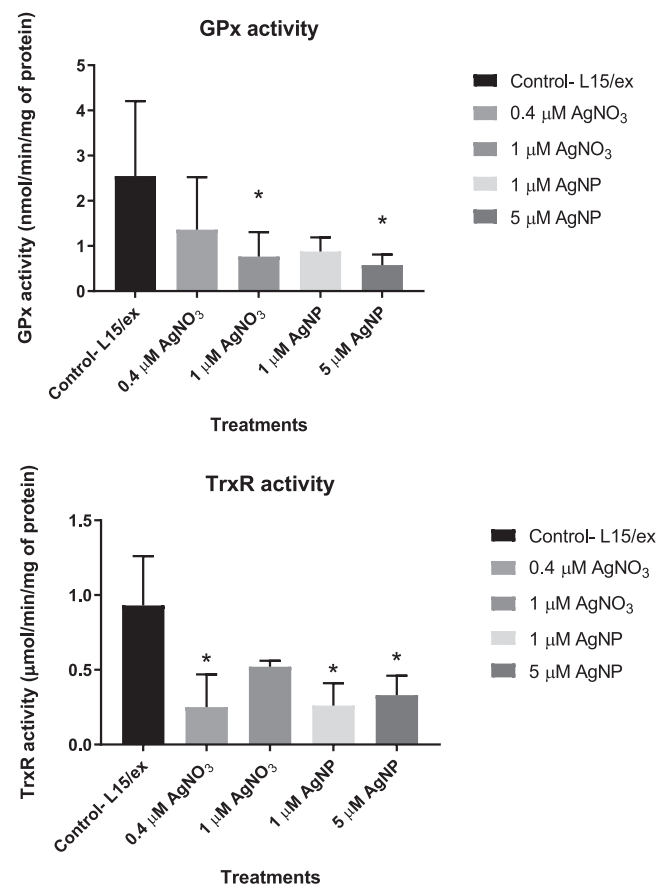 GPx activity
GPx activity (nmol/min/mg of protein)
5
4
3
2
1
0
*
*
Control- L15/ex
0.4 μM AgNO₃
1 μM AgNO₃
1 μM AgNP
5 μM AgNP
Treatments
Control- L15/ex
0.4 μM AgNO₃
1 μM AgNO₃
1 μM AgNP
5 μM AgNP
TrxR activity
TrxR activity (μmol/min/mg of protein)
1.5
1.0
0.5
0.0
*
*
*
Control- L15/ex
0.4 μM AgNO₃
1 μM AgNO₃
1 μM AgNP
5 μM AgNP
Treatments
Control- L15/ex
0.4 μM AgNO₃
1 μM AgNO₃
1 μM AgNP
5 μM AgNP